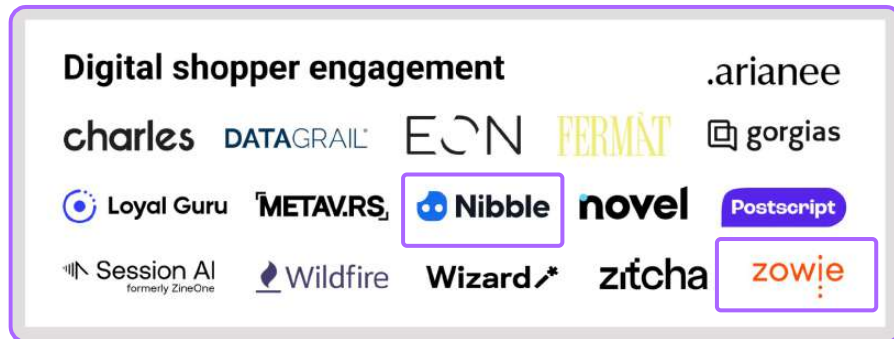 Digital shopper engagement .arianee
charles DATAGRAIL EON FERMÀT gorgias
Loyal Guru METAV.RS Nibble novel Postscript
Session AI Wildfire Wizard zitcha zowie
formerly ZineOne